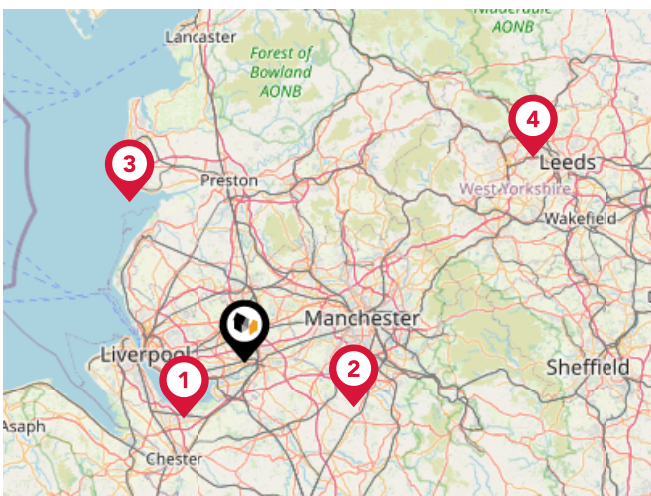 Nidderdale
AONB
Lancaster
Forest of
Bowland
AONB
4
3
Leeds
Preston
West Yorkshire
Wakefield
Manchester
Liverpool
2
1
Sheffield
Asaph
Chester